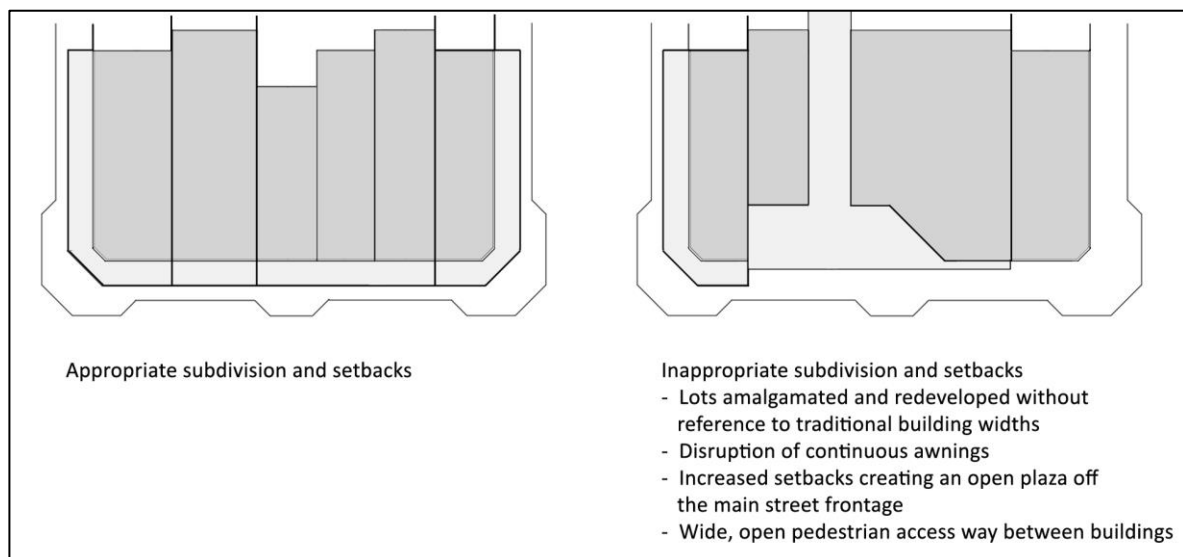 Appropriate subdivision and setbacks
Inappropriate subdivision and setbacks
- Lots amalgamated and redeveloped without
reference to traditional building widths
- Disruption of continuous awnings
- Increased setbacks creating an open plaza off
the main street frontage
- Wide, open pedestrian access way between buildings